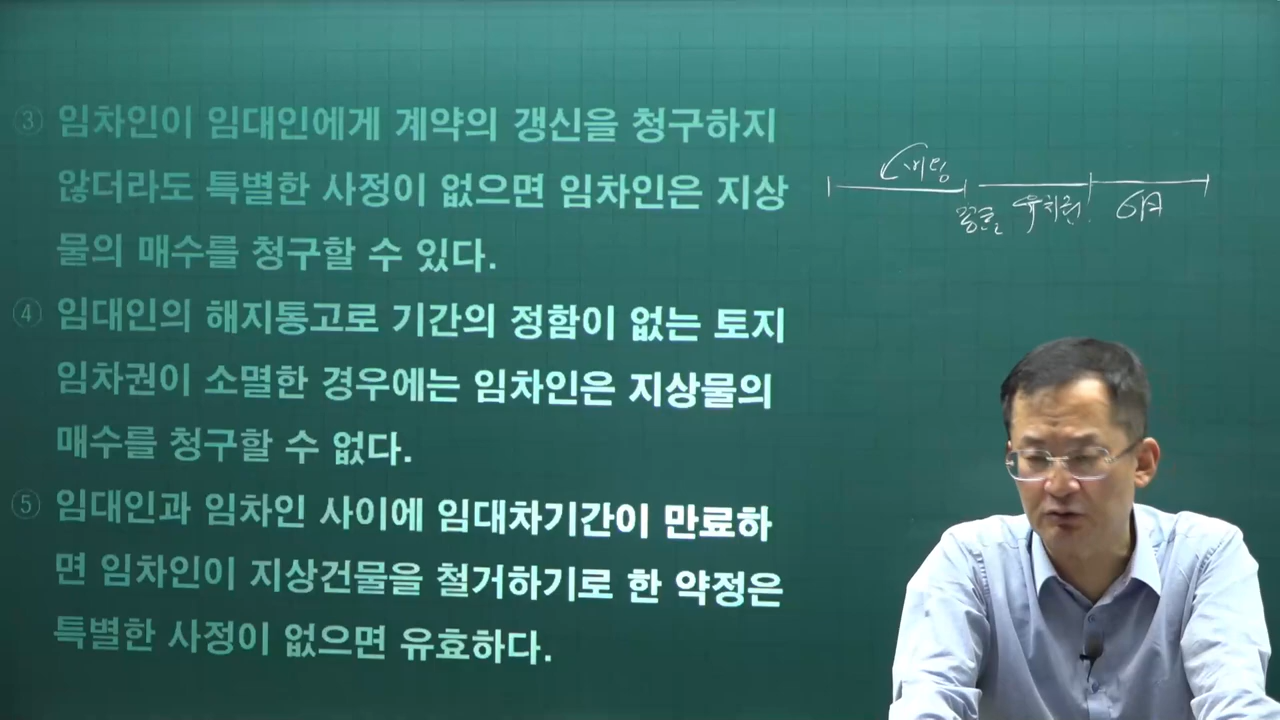 ③ 임차인이 임대인에게 계약의 갱신을 청구하지
않더라도 특별한 사정이 없으면 임차인은 지상
물의 매수를 청구할 수 있다.
④ 임대인의 해지통고로 기간의 정함이 없는 토지
임차권이 소멸한 경우에는 임차인은 지상물의
매수를 청구할 수 없다.
⑤ 임대인과 임차인 사이에 임대차기간이 만료하
면 임차인이 지상건물을 철거하기로 한 약정은
특별한 사정이 없으면 유효하다.
유치권